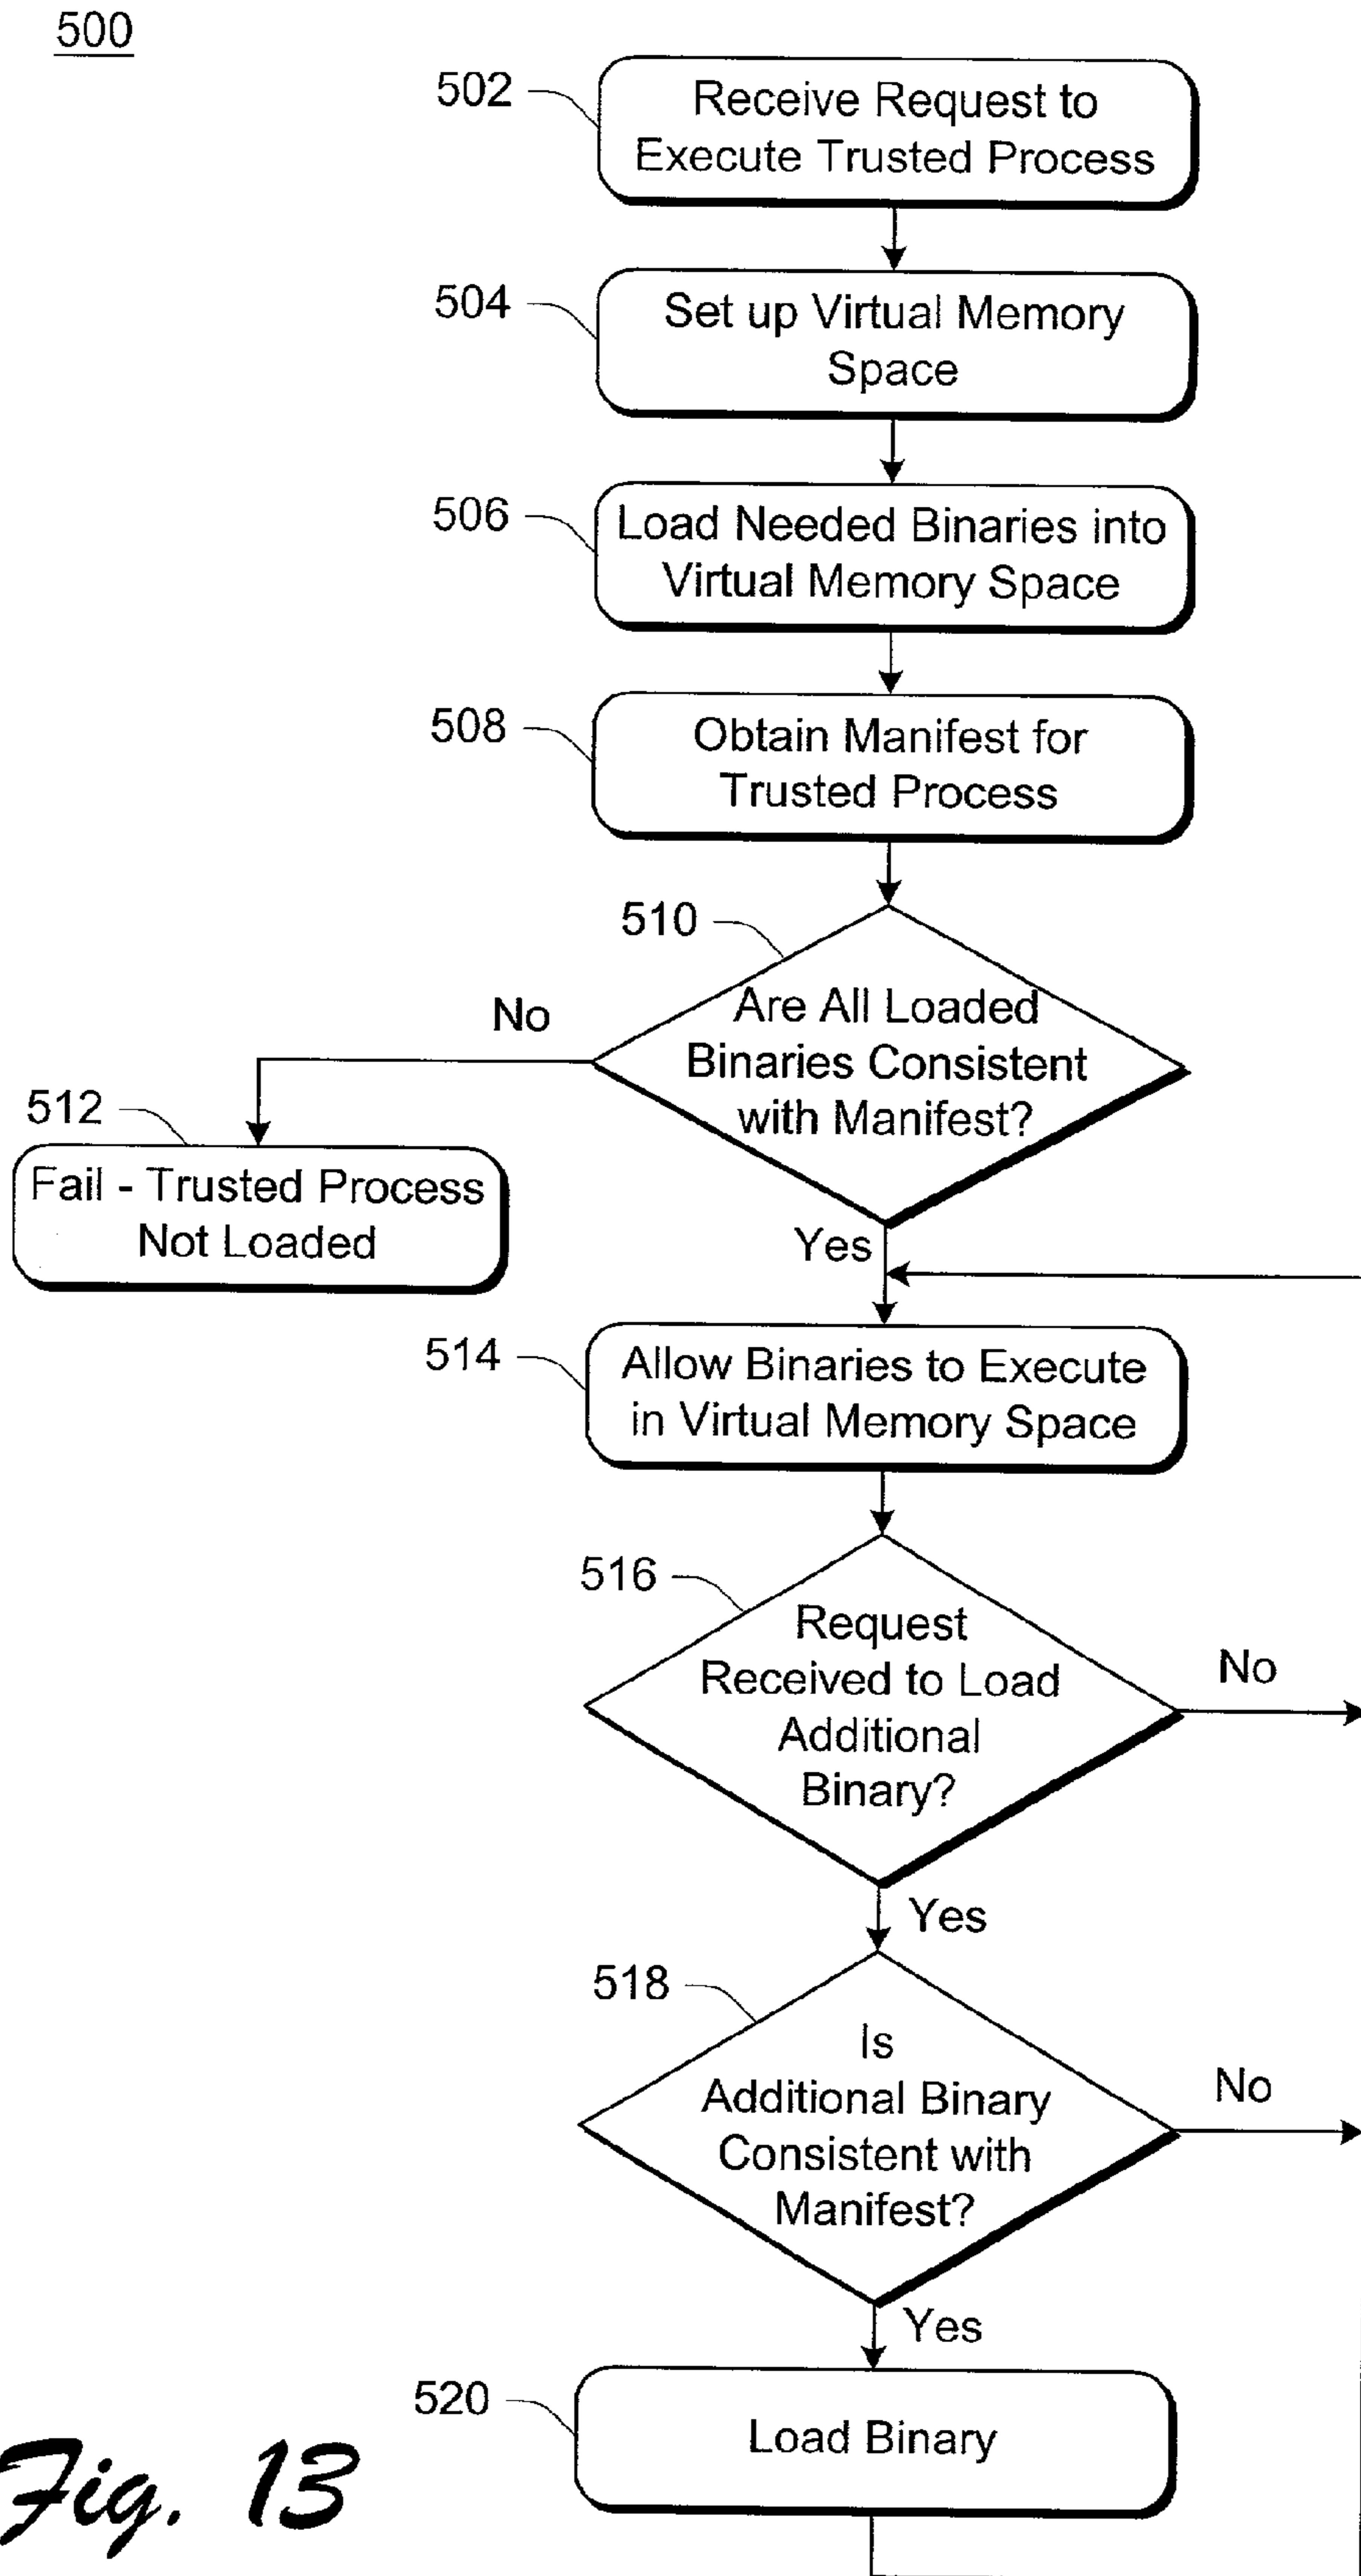 500
502
Receive Request to
Execute Trusted Process
504
Set up Virtual Memory
Space
506
Load Needed Binaries into
Virtual Memory Space
508
Obtain Manifest for
Trusted Process
510
Are All Loaded
Binaries Consistent
with Manifest?
No
512
Fail - Trusted Process
Not Loaded
Yes
514
Allow Binaries to Execute
in Virtual Memory Space
516
Request
Received to Load
Additional
Binary?
No
Yes
518
Is
Additional Binary
Consistent with
Manifest?
No
Yes
520
Load Binary
Fig. 13